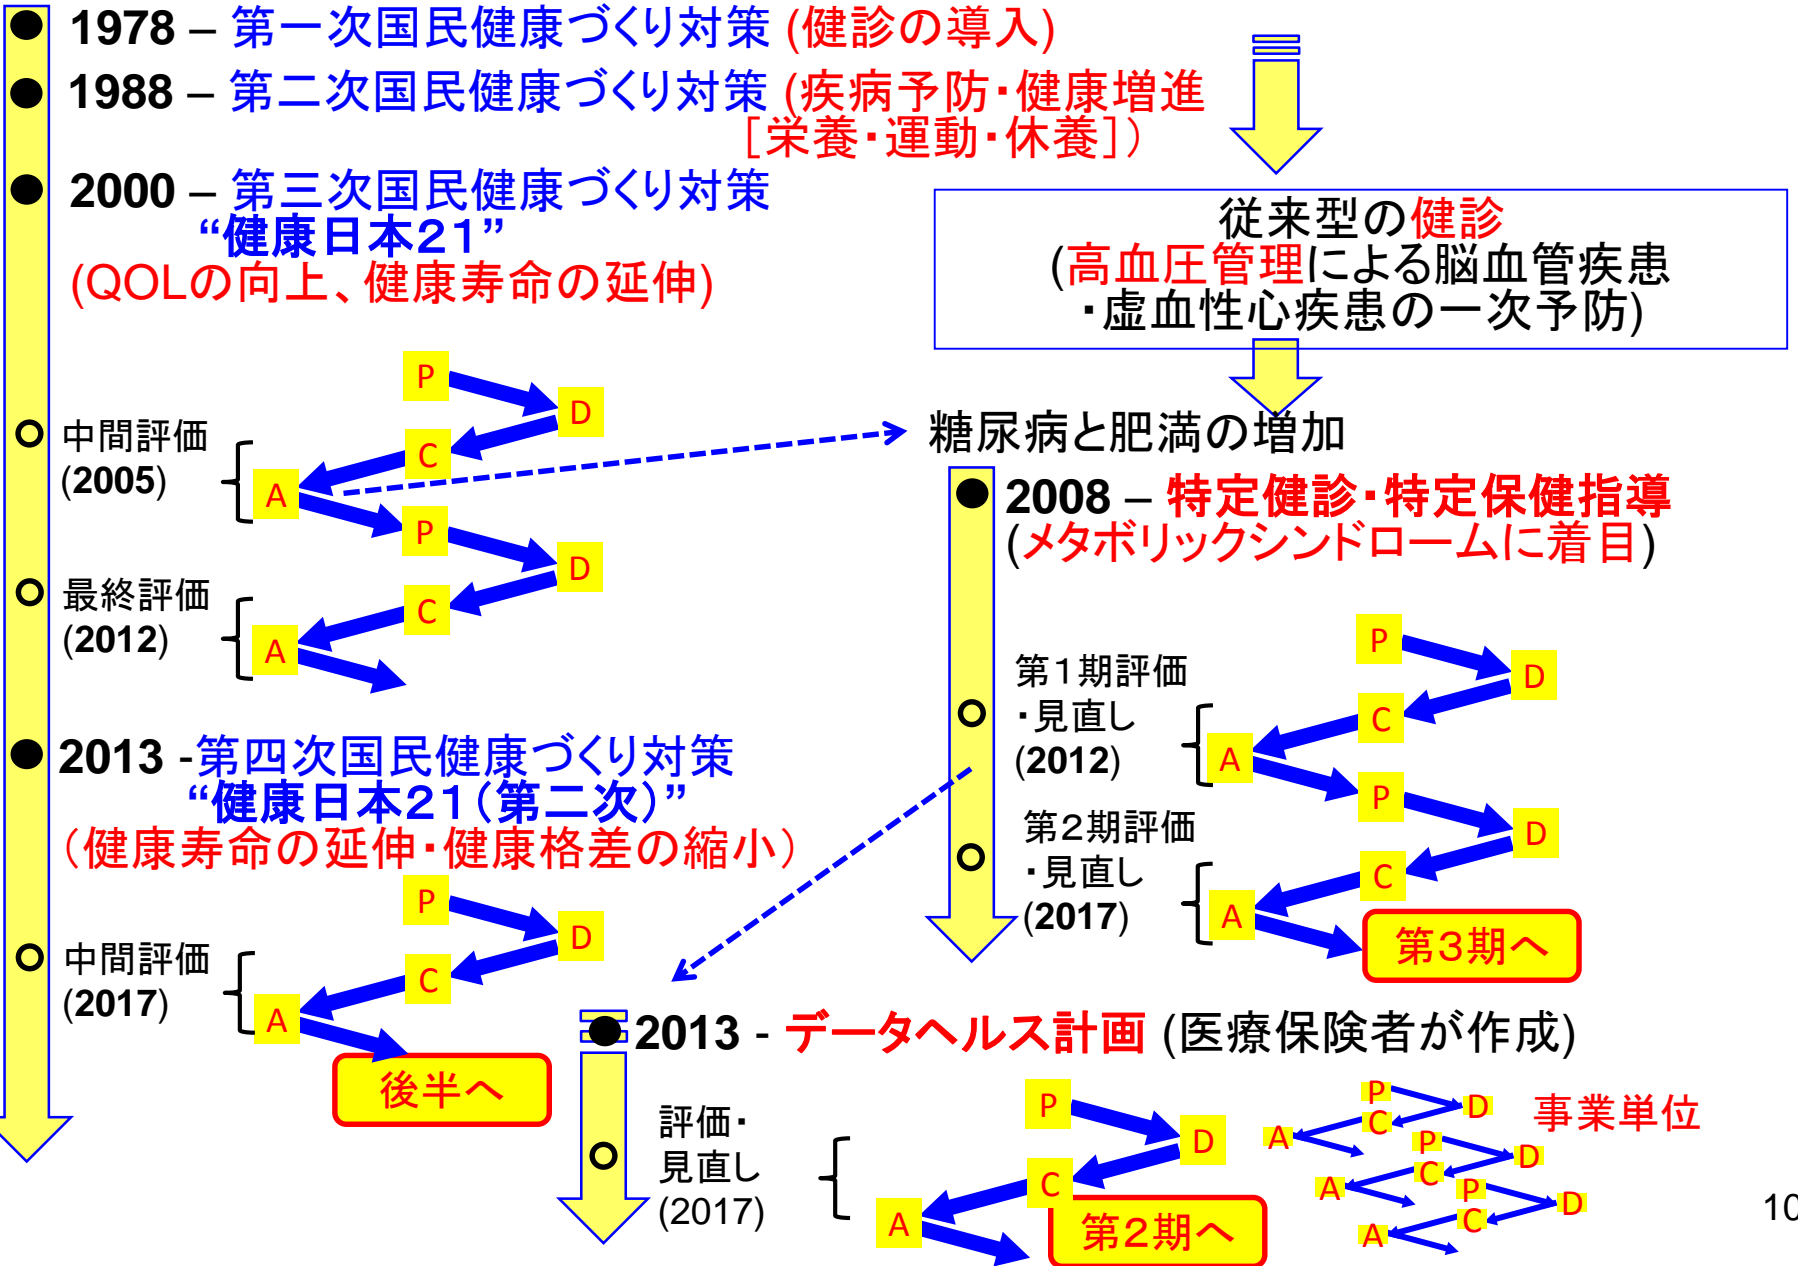 1978 – 第一次国民健康づくり対策 (健診の導入)
1988 – 第二次国民健康づくり対策 (疾病予防・健康増進
[栄養・運動・休養])
2000 – 第三次国民健康づくり対策
“健康日本21”
(QOLの向上、健康寿命の延伸)
中間評価
(2005)
P
D
C
A
P
D
C
A
最終評価
(2012)
2013 -第四次国民健康づくり対策
“健康日本21(第二次)”
(健康寿命の延伸・健康格差の縮小)
中間評価
(2017)
P
D
C
A
後半へ
従来型の健診
(高血圧管理による脳血管疾患
・虚血性心疾患の一次予防)
糖尿病と肥満の増加
2008 – 特定健診・特定保健指導
(メタボリックシンドロームに着目)
第1期評価
・見直し
(2012)
P
D
C
A
P
D
C
A
第2期評価
・見直し
(2017)
第3期へ
2013 - データヘルス計画 (医療保険者が作成)
評価・
見直し
(2017)
P
D
C
A
第2期へ
P
D
C
A
P
D
C
A
P
D
C
A
事業単位
10